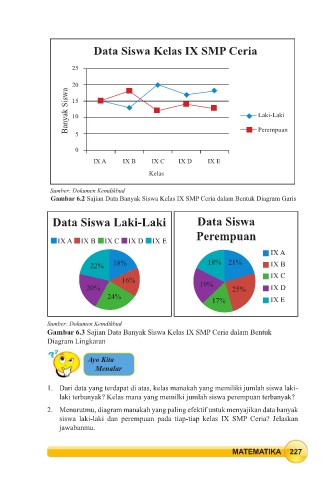 Data Siswa Kelas IX SMP Ceria
25
20
15
10
5
0
Banyak Siswa
IX A IX B IX C IX D IX E
Kelas
Laki-Laki
Perempuan
Sumber: Dokumen Kemdikbud
Gambar 6.2 Sajian Data Banyak Siswa Kelas IX SMP Ceria dalam Bentuk Diagram Garis
Data Siswa Laki-Laki
IX A IX B IX C IX D IX E
22% 18%
16%
20%
24%
Data Siswa
Perempuan
18% 21%
19% 25%
17%
IX A
IX B
IX C
IX D
IX E
Sumber: Dokumen Kemdikbud
Gambar 6.3 Sajian Data Banyak Siswa Kelas IX SMP Ceria dalam Bentuk
Diagram Lingkaran
Ayo Kita
Menalar
1. Dari data yang terdapat di atas, kelas manakah yang memiliki jumlah siswa laki-
laki terbanyak? Kelas mana yang memilki jumlah siswa perempuan terbanyak?
2. Menurutmu, diagram manakah yang paling efektif untuk menyajikan data banyak
siswa laki-laki dan perempuan pada tiap-tiap kelas IX SMP Ceria? Jelaskan
jawabanmu.
MATEMATIKA 227